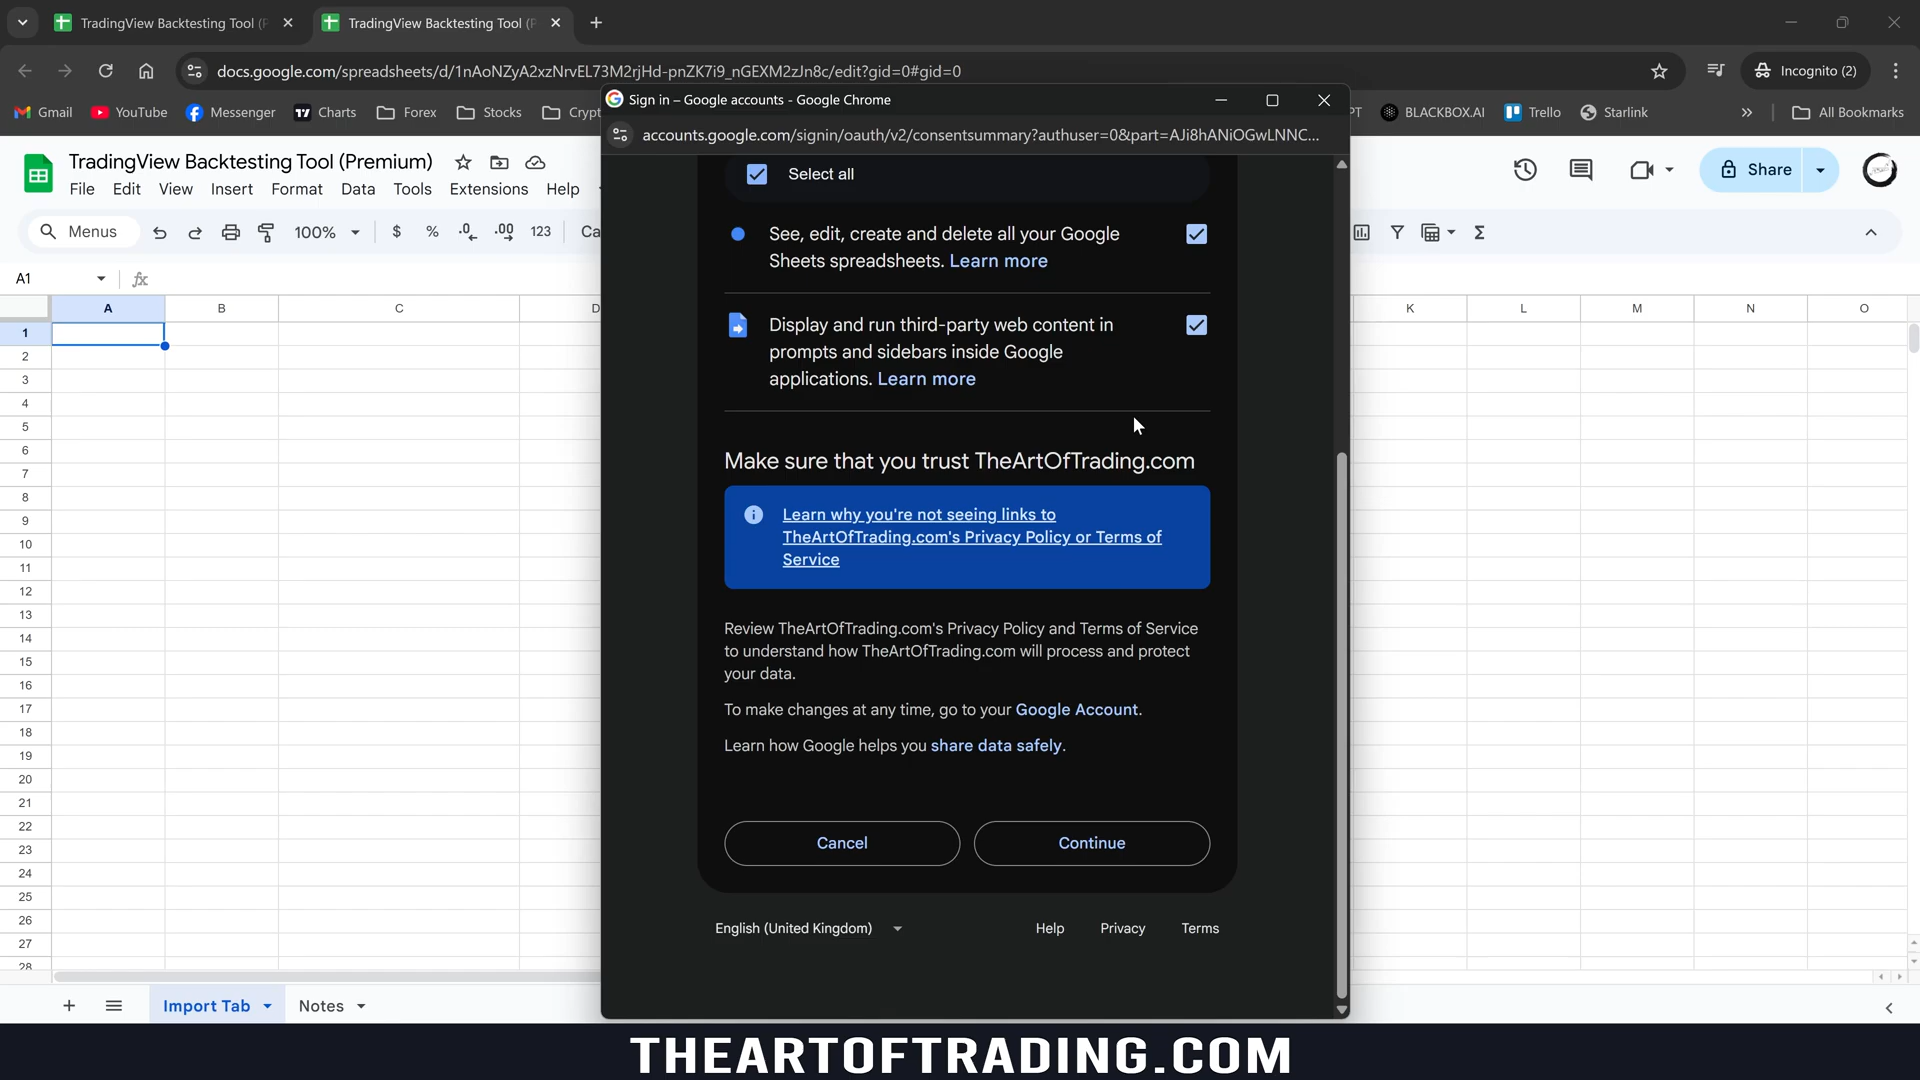 TradingView Backtesting Tool (P
TradingView Backtesting Tool (P
docs.google.com/spreadsheets/d/1nAoNZyA2xzNrvEL73M2rjHd-pnZK7i9_nGEXM2zJn8c/edit?gid=0#gid=0
Incognito (2)
Gmail
YouTube
Messenger
Charts
Forex
Stocks
Crypt
PT
BLACKBOX.AI
Trello
Starlink
All Bookmarks
Sign in – Google accounts - Google Chrome
accounts.google.com/signin/oauth/v2/consentsummary?authuser=0&part=AJi8hANiOGwLNNC...
TradingView Backtesting Tool (Premium)
File Edit View Insert Format Data Tools Extensions Help
Share
Menus
100%
$ % .0 .00 123 Ca
A1
fx
A B C D K L M N O
1
2
3
4
5
6
7
8
9
10
11
12
13
14
15
16
17
18
19
20
21
22
23
24
25
26
27
28
Select all
See, edit, create and delete all your Google
Sheets spreadsheets. Learn more
Display and run third-party web content in
prompts and sidebars inside Google
applications. Learn more
Make sure that you trust TheArtOfTrading.com
Learn why you're not seeing links to
TheArtOfTrading.com's Privacy Policy or Terms of
Service
Review TheArtOfTrading.com's Privacy Policy and Terms of Service
to understand how TheArtOfTrading.com will process and protect
your data.
To make changes at any time, go to your Google Account.
Learn how Google helps you share data safely.
Cancel
Continue
English (United Kingdom)
Help
Privacy
Terms
Import Tab
Notes
THEARTOFTRADING.COM